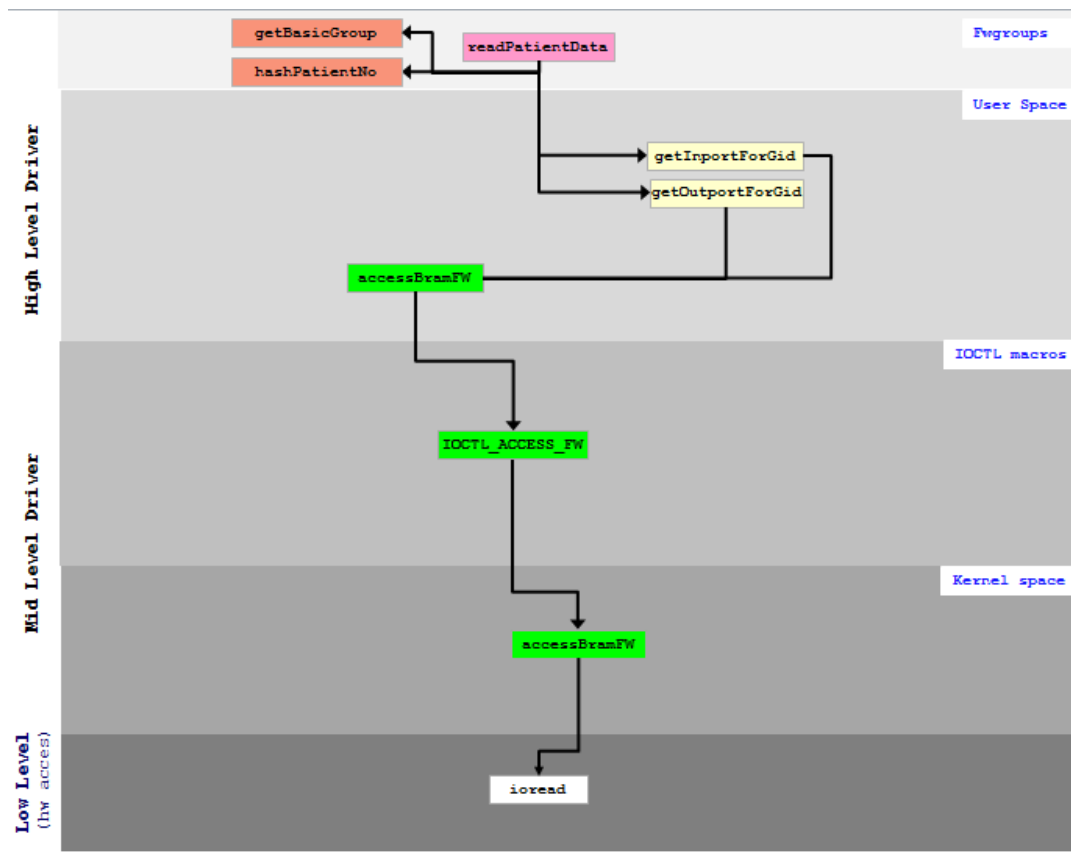 getBasicGroup
readPatientData
Fwgroups
hashPatientNo
User Space
High Level Driver
getInportForGid
getOutportForGid
accessBramFW
IOCTL macros
Mid Level Driver
IOCTL_ACCESS_FW
Kernel space
accessBramFW
Low Level
(hw acces)
ioread